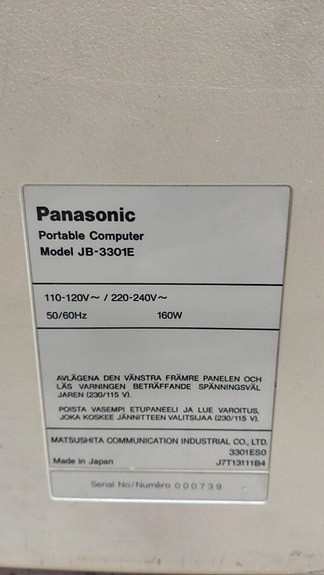 Panasonic
Portable Computer
Model JB-3301E
110-120V～ / 220-240V～
50/60Hz 160W
AVLÄGENA DEN VÄNSTRA FRÄMRE PANELEN OCH
LÄS VARNINGEN BETRÄFFANDE SPÄNNINGSVÄL
JAREN (230/115 V).
POISTA VASEMPI ETUPANEELI JA LUE VAROITUS,
JOKA KOSKEE JÄNNITTEEN VALITSIJAA (230/115 V).
MATSUSHITA COMMUNICATION INDUSTRIAL CO., LTD.
3301ES0
Made in Japan J7T13111B4
Serial No/Numéro 000739